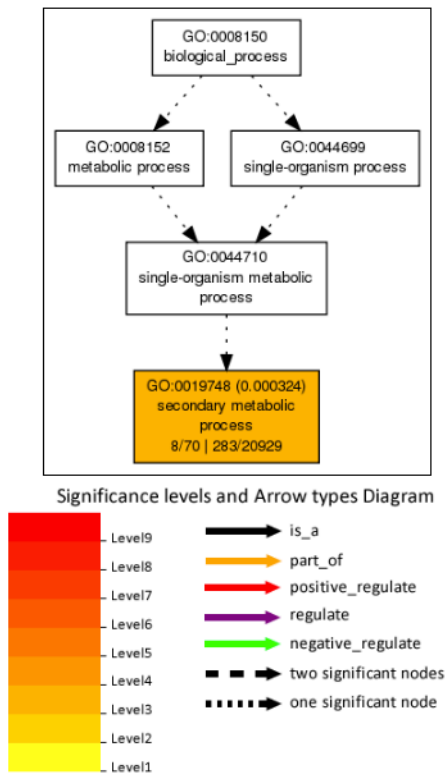 GO:0008150
biological_process
GO:0008152
metabolic process
GO:0044699
single-organism process
GO:0044710
single-organism metabolic
process
GO:0019748 (0.000324)
secondary metabolic
process
8/70 | 283/20929
Significance levels and Arrow types Diagram
Level9
Level8
Level7
Level6
Level5
Level4
Level3
Level2
Level1
is_a
part_of
positive_regulate
regulate
negative_regulate
two significant nodes
one significant node